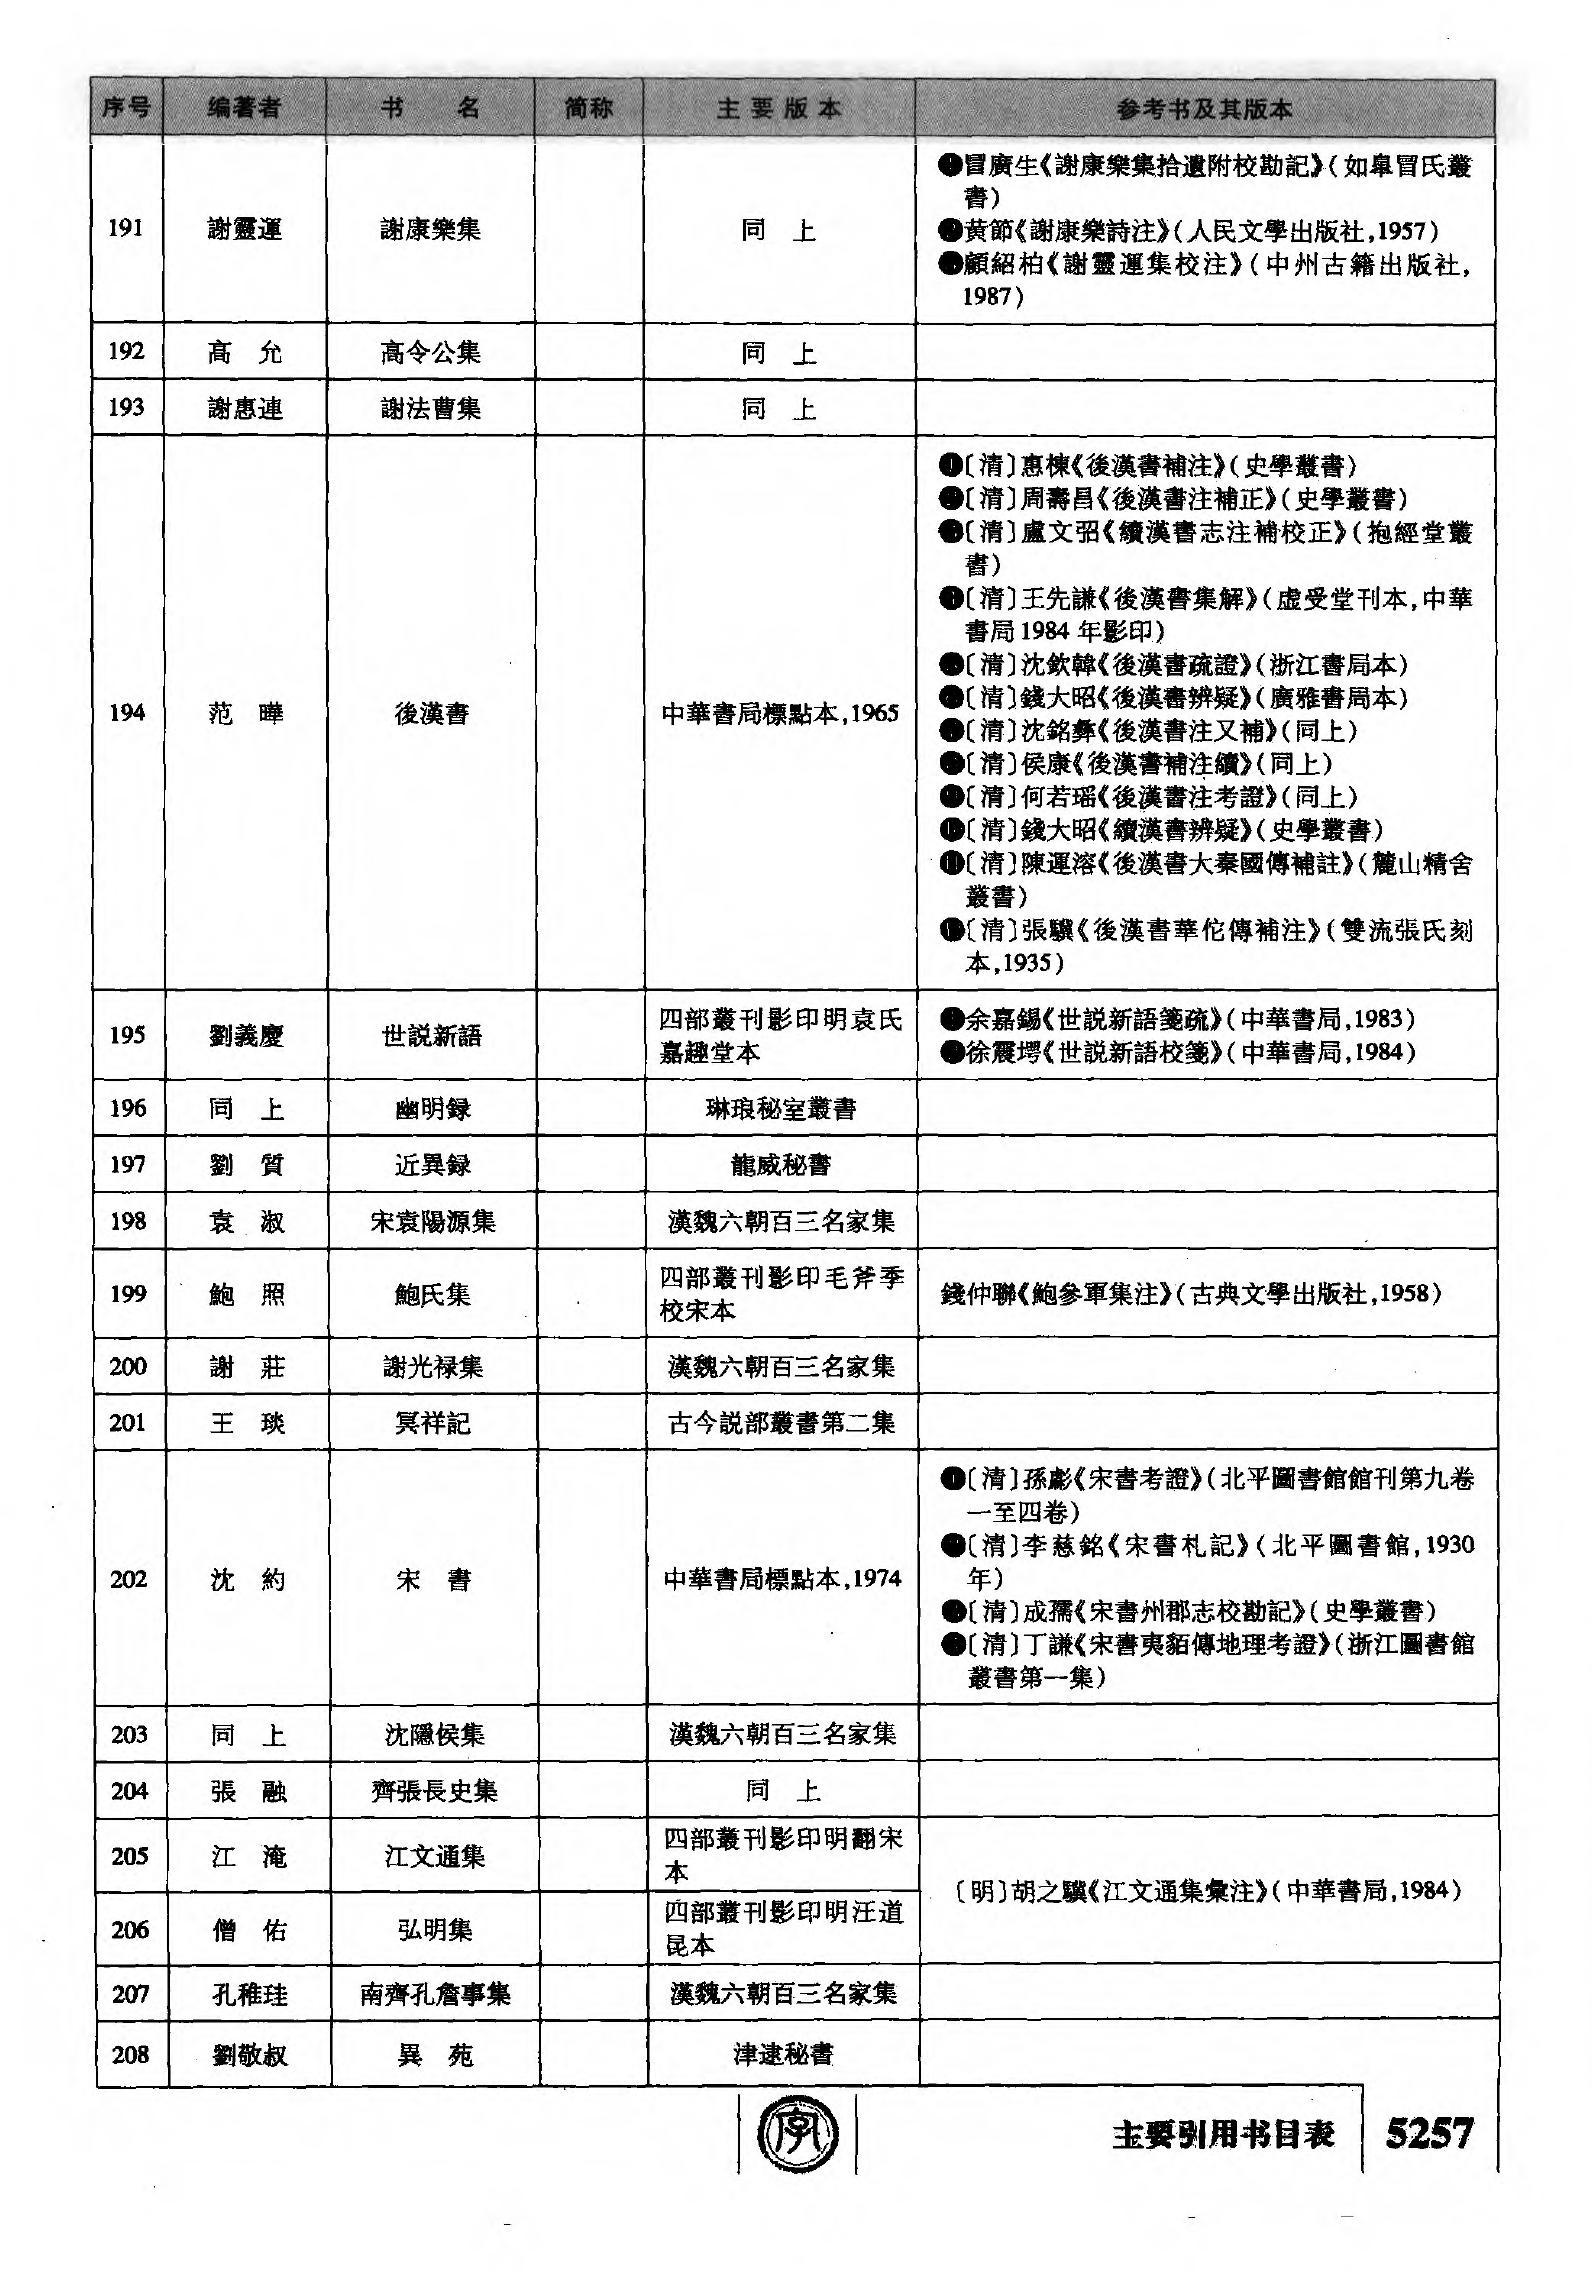 序号 编著者 书 名 简称 主要版本 参考书及其版本
191 謝靈運 謝康樂集 同 上
❶冒廣生《謝康樂集拾遺附校勘記》(如皐冒氏叢
書)
❷黄節《謝康樂詩注》(人民文學出版社,1957)
❸顧紹柏《謝靈運集校注》(中州古籍出版社,
1987)
192 高 允 高令公集 同 上
193 謝惠連 謝法曹集 同 上
194 范 曄 後漢書 中華書局標點本,1965
❶〔清〕惠棟《後漢書補注》(史學叢書)
❷〔清〕周壽昌《後漢書注補正》(史學叢書)
❸〔清〕盧文弨《續漢書志注補校正》(抱經堂叢
書)
❹〔清〕王先謙《後漢書集解》(虚受堂刊本,中華
書局1984年影印)
❺〔清〕沈欽韓《後漢書疏證》(浙江書局本)
❻〔清〕錢大昭《後漢書辨疑》(廣雅書局本)
❼〔清〕沈銘彝《後漢書注又補》(同上)
❽〔清〕侯康《後漢書補注續》(同上)
❾〔清〕何若瑶《後漢書注考證》(同上)
❿〔清〕錢大昭《續漢書辨疑》(史學叢書)
⓫〔清〕陳運溶《後漢書大秦國傳補註》(麓山精舍
叢書)
⓬〔清〕張驥《後漢書華佗傳補注》(雙流張氏刻
本,1935)
195 劉義慶 世説新語
四部叢刊影印明袁氏
嘉趣堂本
❶余嘉錫《世説新語箋疏》(中華書局,1983)
❷徐震堮《世説新語校箋》(中華書局,1984)
196 同 上 幽明録 琳琅秘室叢書
197 劉 質 近異録 龍威秘書
198 袁 淑 宋袁陽源集 漢魏六朝百三名家集
199 鮑 照 鮑氏集
四部叢刊影印毛斧季
校宋本
錢仲聯《鮑參軍集注》(古典文學出版社,1958)
200 謝 莊 謝光禄集 漢魏六朝百三名家集
201 王 琰 冥祥記 古今説部叢書第二集
202 沈 約 宋 書 中華書局標點本,1974
❶〔清〕孫虨《宋書考證》(北平圖書館館刊第九卷
一至四卷)
❷〔清〕李慈銘《宋書札記》(北平圖書館,1930
年)
❸〔清〕成孺《宋書州郡志校勘記》(史學叢書)
❹〔清〕丁謙《宋書夷貊傳地理考證》(浙江圖書館
叢書第一集)
203 同 上 沈隱侯集 漢魏六朝百三名家集
204 張 融 齊張長史集 同 上
205 江 淹 江文通集
四部叢刊影印明翻宋
本
〔明〕胡之驥《江文通集彙注》(中華書局,1984)
206 僧 佑 弘明集
四部叢刊影印明汪道
昆本
207 孔稚珪 南齊孔詹事集 漢魏六朝百三名家集
208 劉敬叔 異 苑 津逮秘書
字
主要引用书目表 5257